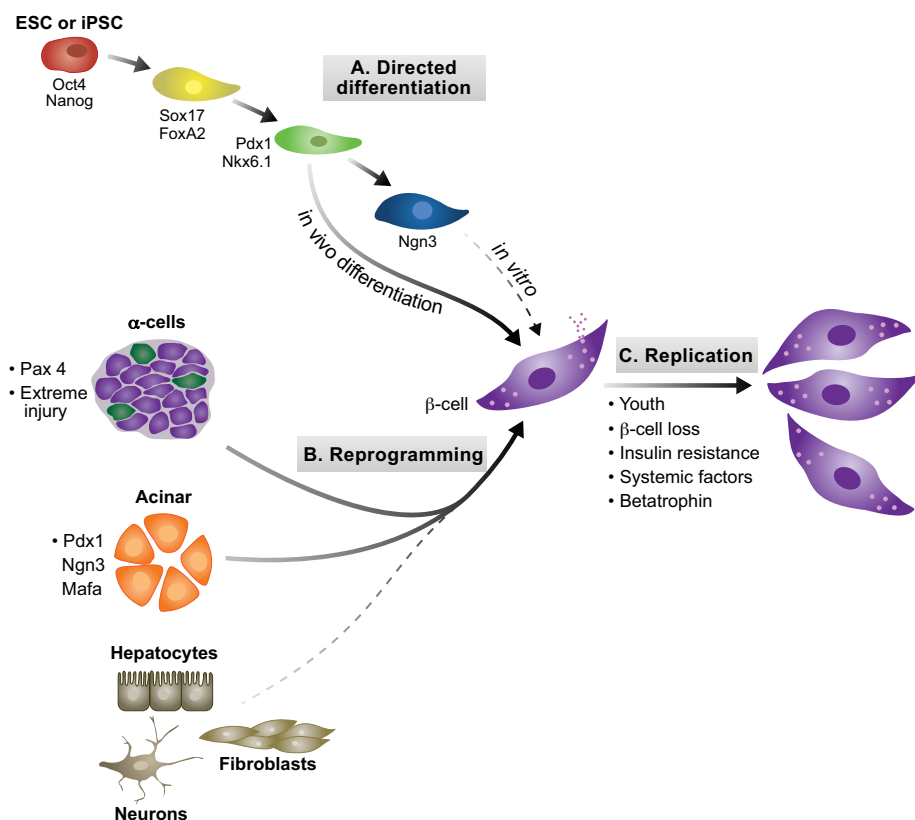 ESC or iPSC
Oct4
Nanog
Sox17
FoxA2
Pdx1
Nkx6.1
Ngn3
A. Directed
differentiation
in vivo differentiation
in vitro
α-cells
• Pax 4
• Extreme
injury
β-cell
B. Reprogramming
C. Replication
• Youth
• β-cell loss
• Insulin resistance
• Systemic factors
• Betatrophin
Acinar
• Pdx1
Ngn3
Mafa
Hepatocytes
Fibroblasts
Neurons